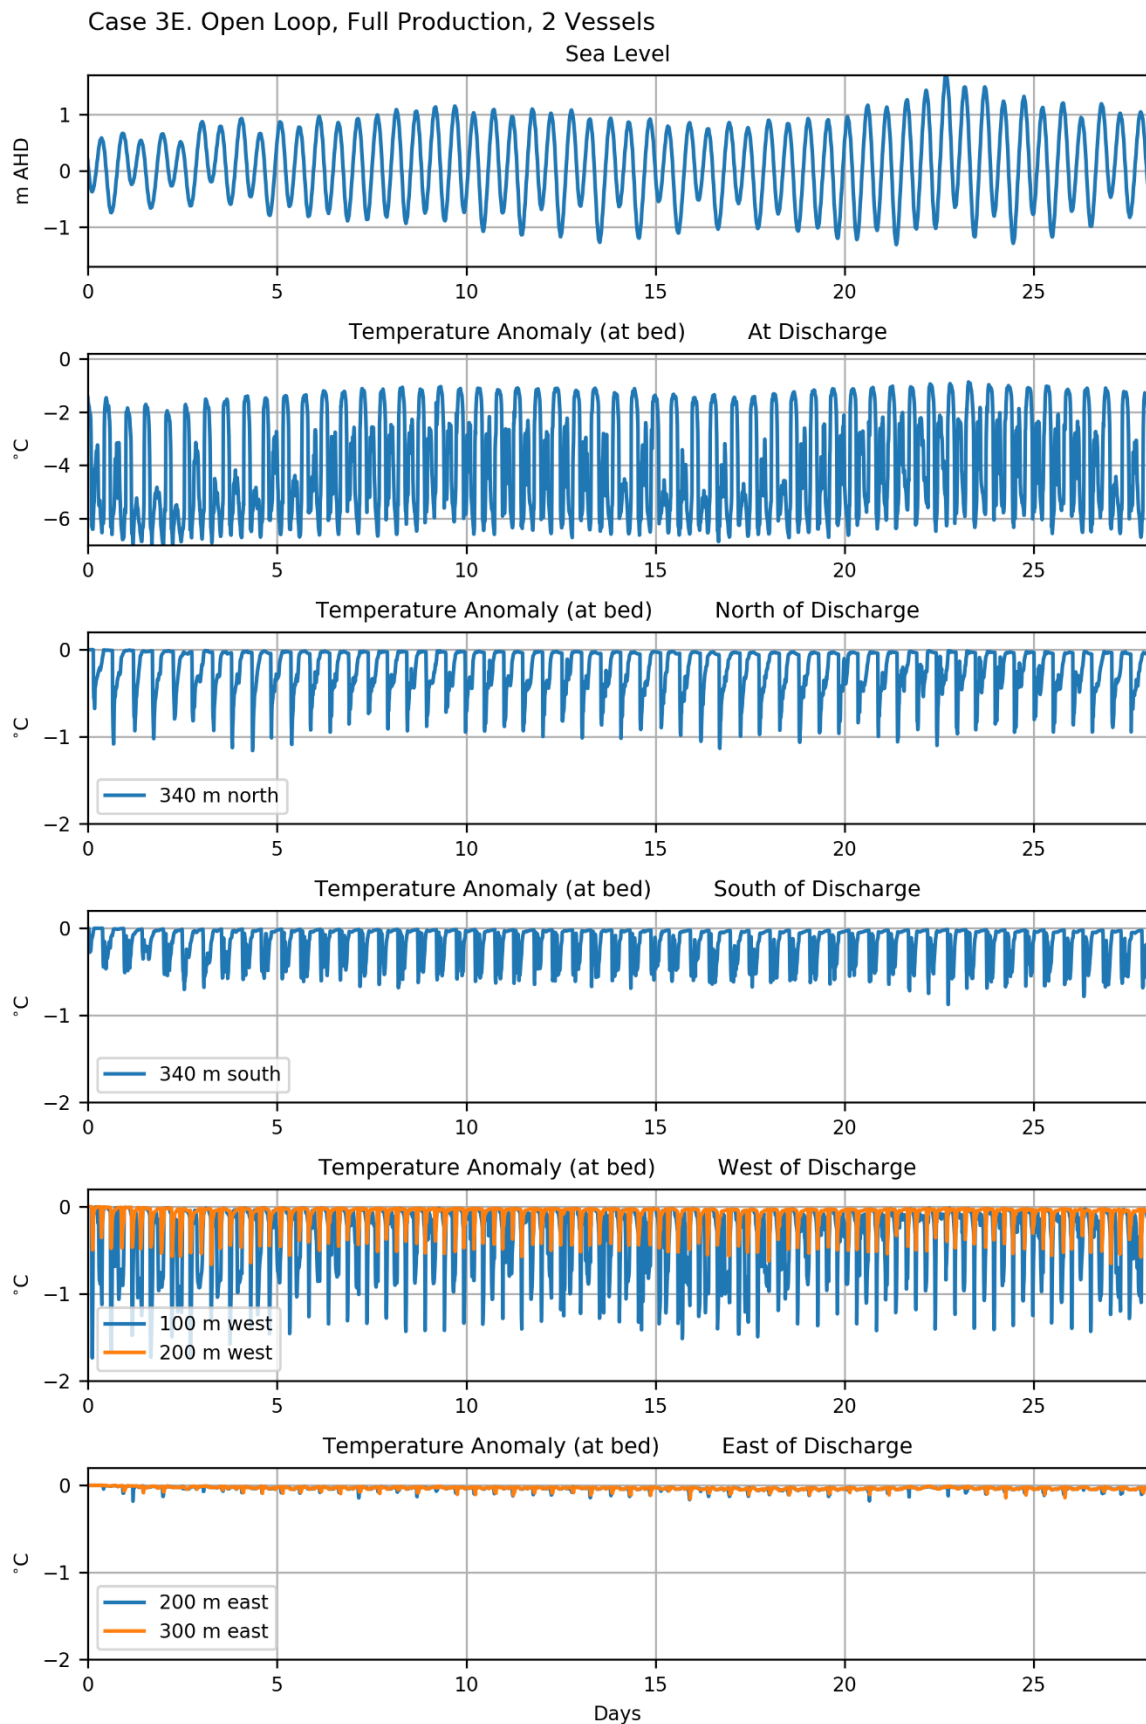 Case 3E. Open Loop, Full Production, 2 Vessels
Sea Level
1
0
−1
m AHD
0 5 10 15 20 25
Temperature Anomaly (at bed) At Discharge
0
−2
−4
−6
°C
0 5 10 15 20 25
Temperature Anomaly (at bed) North of Discharge
0
−1
−2
°C
340 m north
0 5 10 15 20 25
Temperature Anomaly (at bed) South of Discharge
0
−1
−2
°C
340 m south
0 5 10 15 20 25
Temperature Anomaly (at bed) West of Discharge
0
−1
−2
°C
100 m west
200 m west
0 5 10 15 20 25
Temperature Anomaly (at bed) East of Discharge
0
−1
−2
°C
200 m east
300 m east
0 5 10 15 20 25
Days